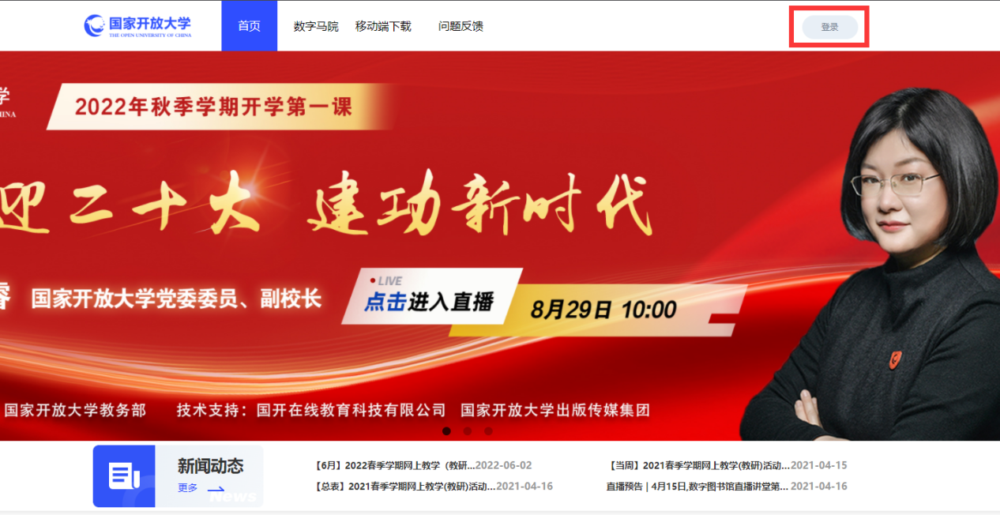 国家开放大学
THE OPEN UNIVERSITY OF CHINA
首页
数字马院
移动端下载
问题反馈
登录
学
INA
2022年秋季学期开学第一课
迎二十大 建功新时代
睿 国家开放大学党委委员、副校长
LIVE
点击进入直播
8月29日 10:00
国家开放大学教务部 技术支持：国开在线教育科技有限公司 国家开放大学出版传媒集团
新闻动态
更多
News
【6月】2022春季学期网上教学（教研...2022-06-02
【总表】2021春季学期网上教学(教研)活动...2021-04-16
【当周】2021春季学期网上教学(教研)活动...2021-04-15
直播预告 | 4月15日,数字图书馆直播讲堂第... 2021-04-16